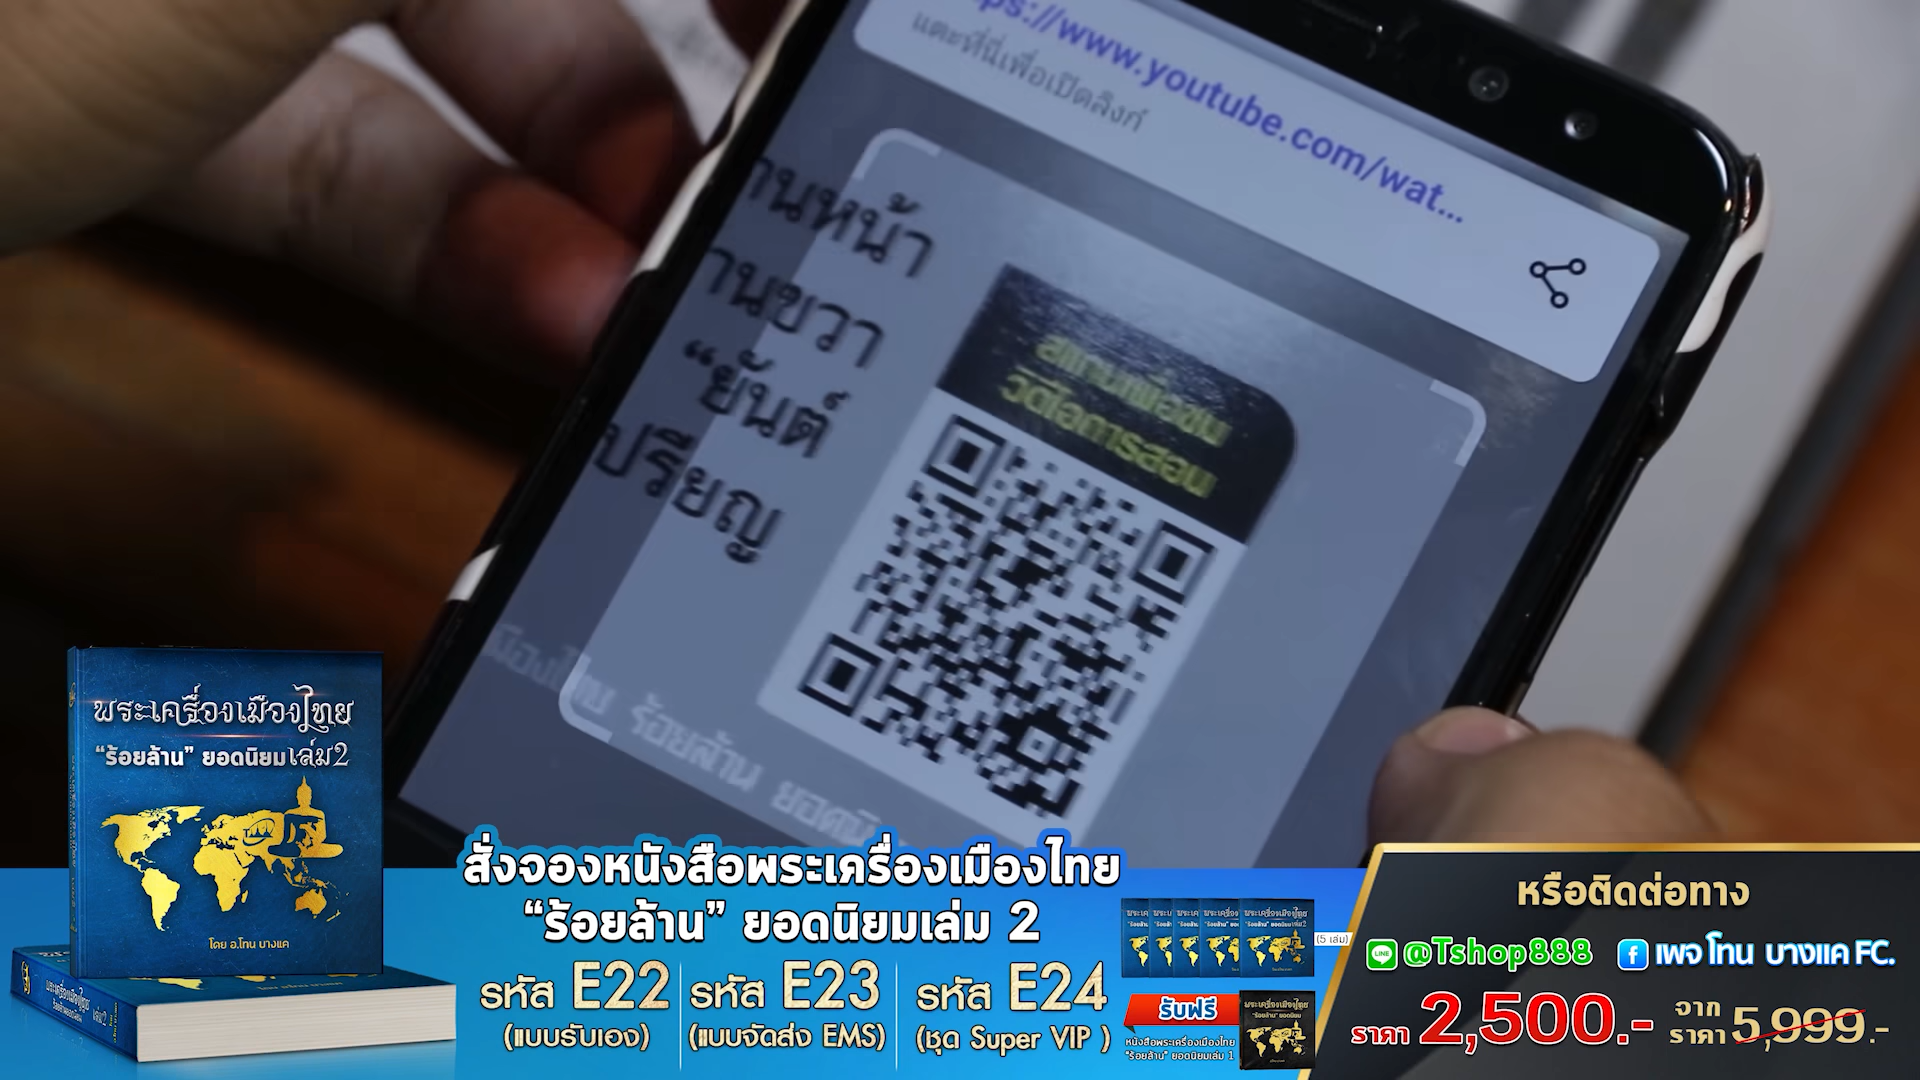 https://www.youtube.com/wat...
แตะที่นี่เพื่อเปิดลิงก์
านหน้า
านขวา
“ยันต์
เปรียญ
สแกนเพื่อชม
วิดีโอการสอน
เมืองไทย ร้อยล้าน ยอดนิ
พระเครื่องเมืองไทย
“ร้อยล้าน” ยอดนิยมเล่ม2
โดย อ.โทน บางแค
สั่งจองหนังสือพระเครื่องเมืองไทย
“ร้อยล้าน” ยอดนิยมเล่ม 2
รหัส E22
(แบบรับเอง)
รหัส E23
(แบบจัดส่ง EMS)
รหัส E24
(ชุด Super VIP )
(5 เล่ม)
รับฟรี
หนังสือพระเครื่องเมืองไทย
“ร้อยล้าน” ยอดนิยมเล่ม 1
หรือติดต่อทาง
LINE @Tshop888
เพจ โทน บางแค FC.
ราคา 2,500.-
จากราคา 5,999.-